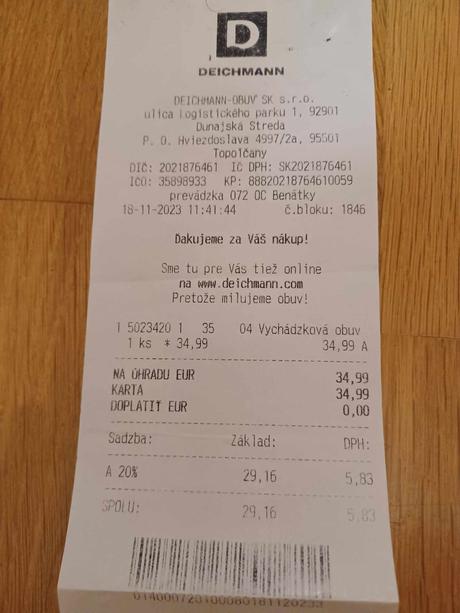 D
DEICHMANN
DEICHMANN-OBUV SK s.r.o.
ulica Logistického parku 1, 92901
Dunajská Streda
P. O. Hviezdoslava 4997/2a, 95501
Topoľčany
DIČ: 2021876461 IČ DPH: SK2021876461
IČO: 35898933 KP: 88820218764610059
prevádzka 072 OC Benátky
18-11-2023 11:41:44 č.bloku: 1846
Ďakujeme za Váš nákup!
Sme tu pre Vás tiež online
na www.deichmann.com
Pretože milujeme obuv!
1 5023420 1 35 04 Vychádzková obuv
1 ks * 34,99 34,99 A
NA ÚHRADU EUR 34,99
KARTA 34,99
DOPLATIŤ EUR 0,00
Sadzba: Základ: DPH:
A 20% 29,16 5,83
SPOLU: 29,16 5,83